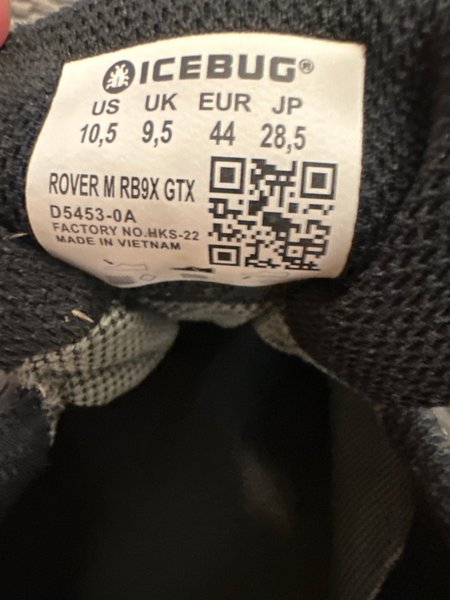 ICEBUG®
US UK EUR JP
10,5 9,5 44 28,5
ROVER M RB9X GTX
D5453-0A
FACTORY NO.HKS-22
MADE IN VIETNAM